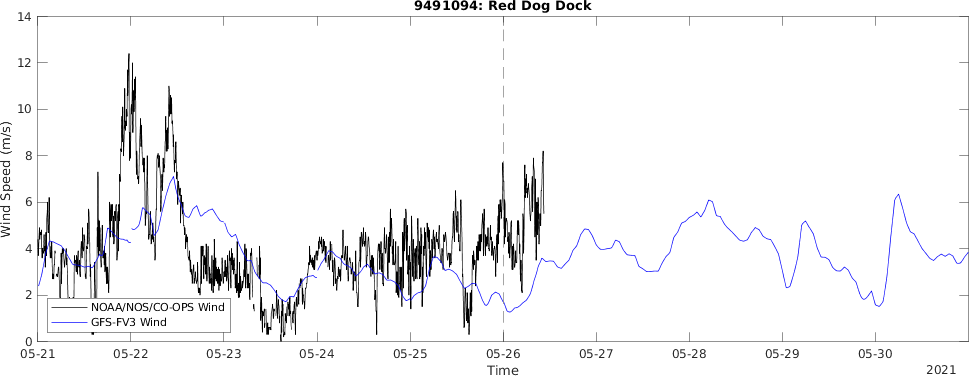 9491094: Red Dog Dock
14
12
10
8
6
4
2
0
Wind Speed (m/s)
NOAA/NOS/CO-OPS Wind
GFS-FV3 Wind
05-21 05-22 05-23 05-24 05-25 05-26 05-27 05-28 05-29 05-30
Time
2021